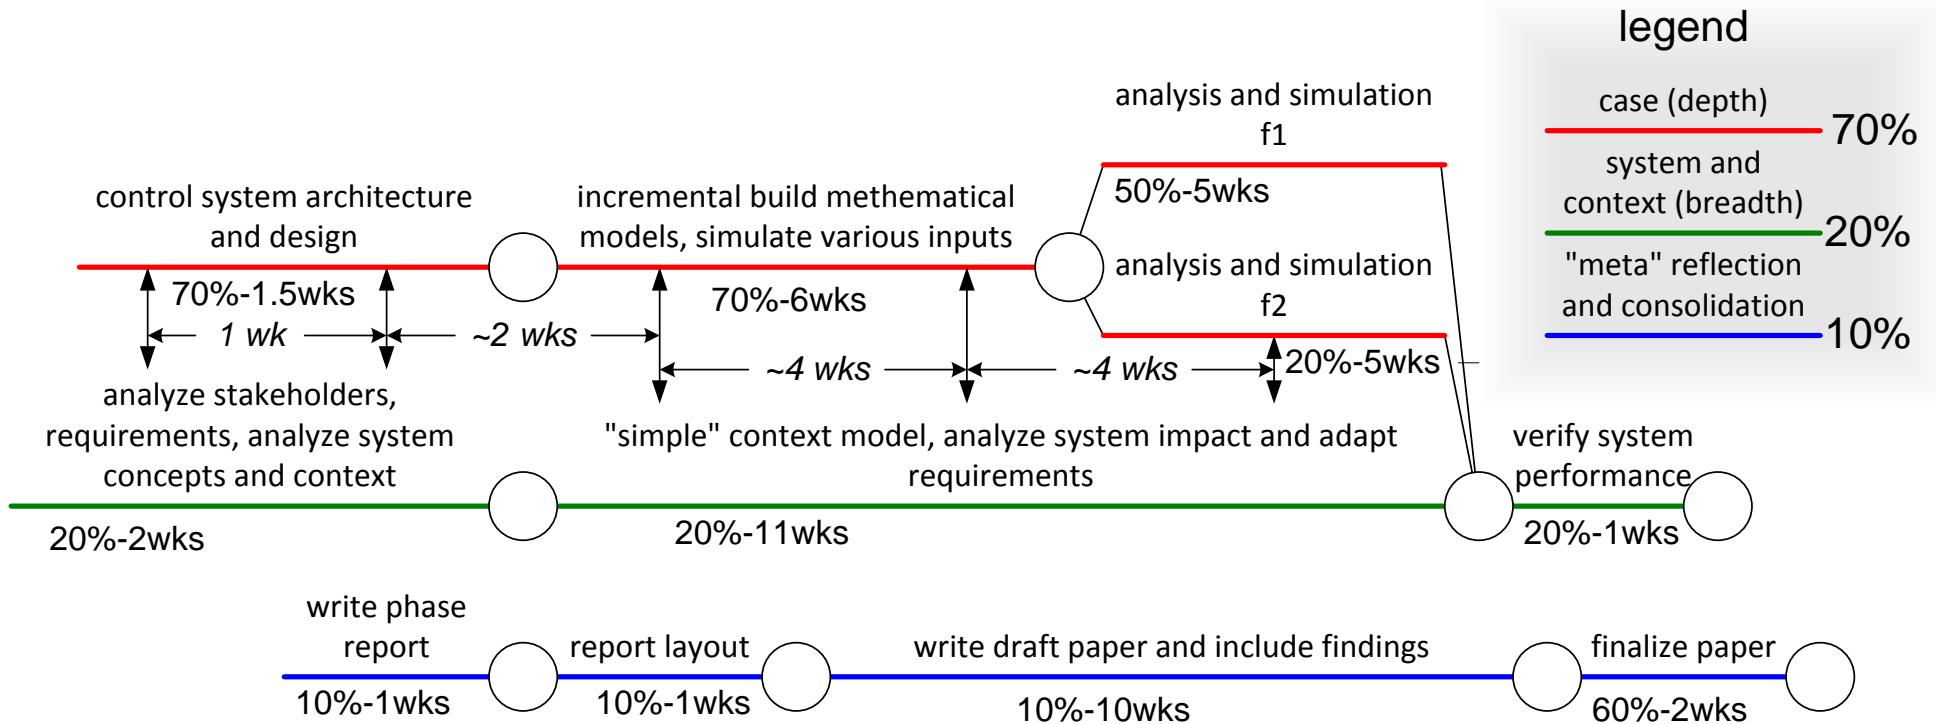 legend
case (depth)
70%
system and
context (breadth)
20%
"meta" reflection
and consolidation
10%
analysis and simulation
f1
50%-5wks
control system architecture
and design
70%-1.5wks
incremental build methematical
models, simulate various inputs
70%-6wks
analysis and simulation
f2
20%-5wks
1 wk
~2 wks
~4 wks
~4 wks
analyze stakeholders,
requirements, analyze system
concepts and context
20%-2wks
"simple" context model, analyze system impact and adapt
requirements
20%-11wks
verify system
performance
20%-1wks
write phase
report
10%-1wks
report layout
10%-1wks
write draft paper and include findings
10%-10wks
finalize paper
60%-2wks